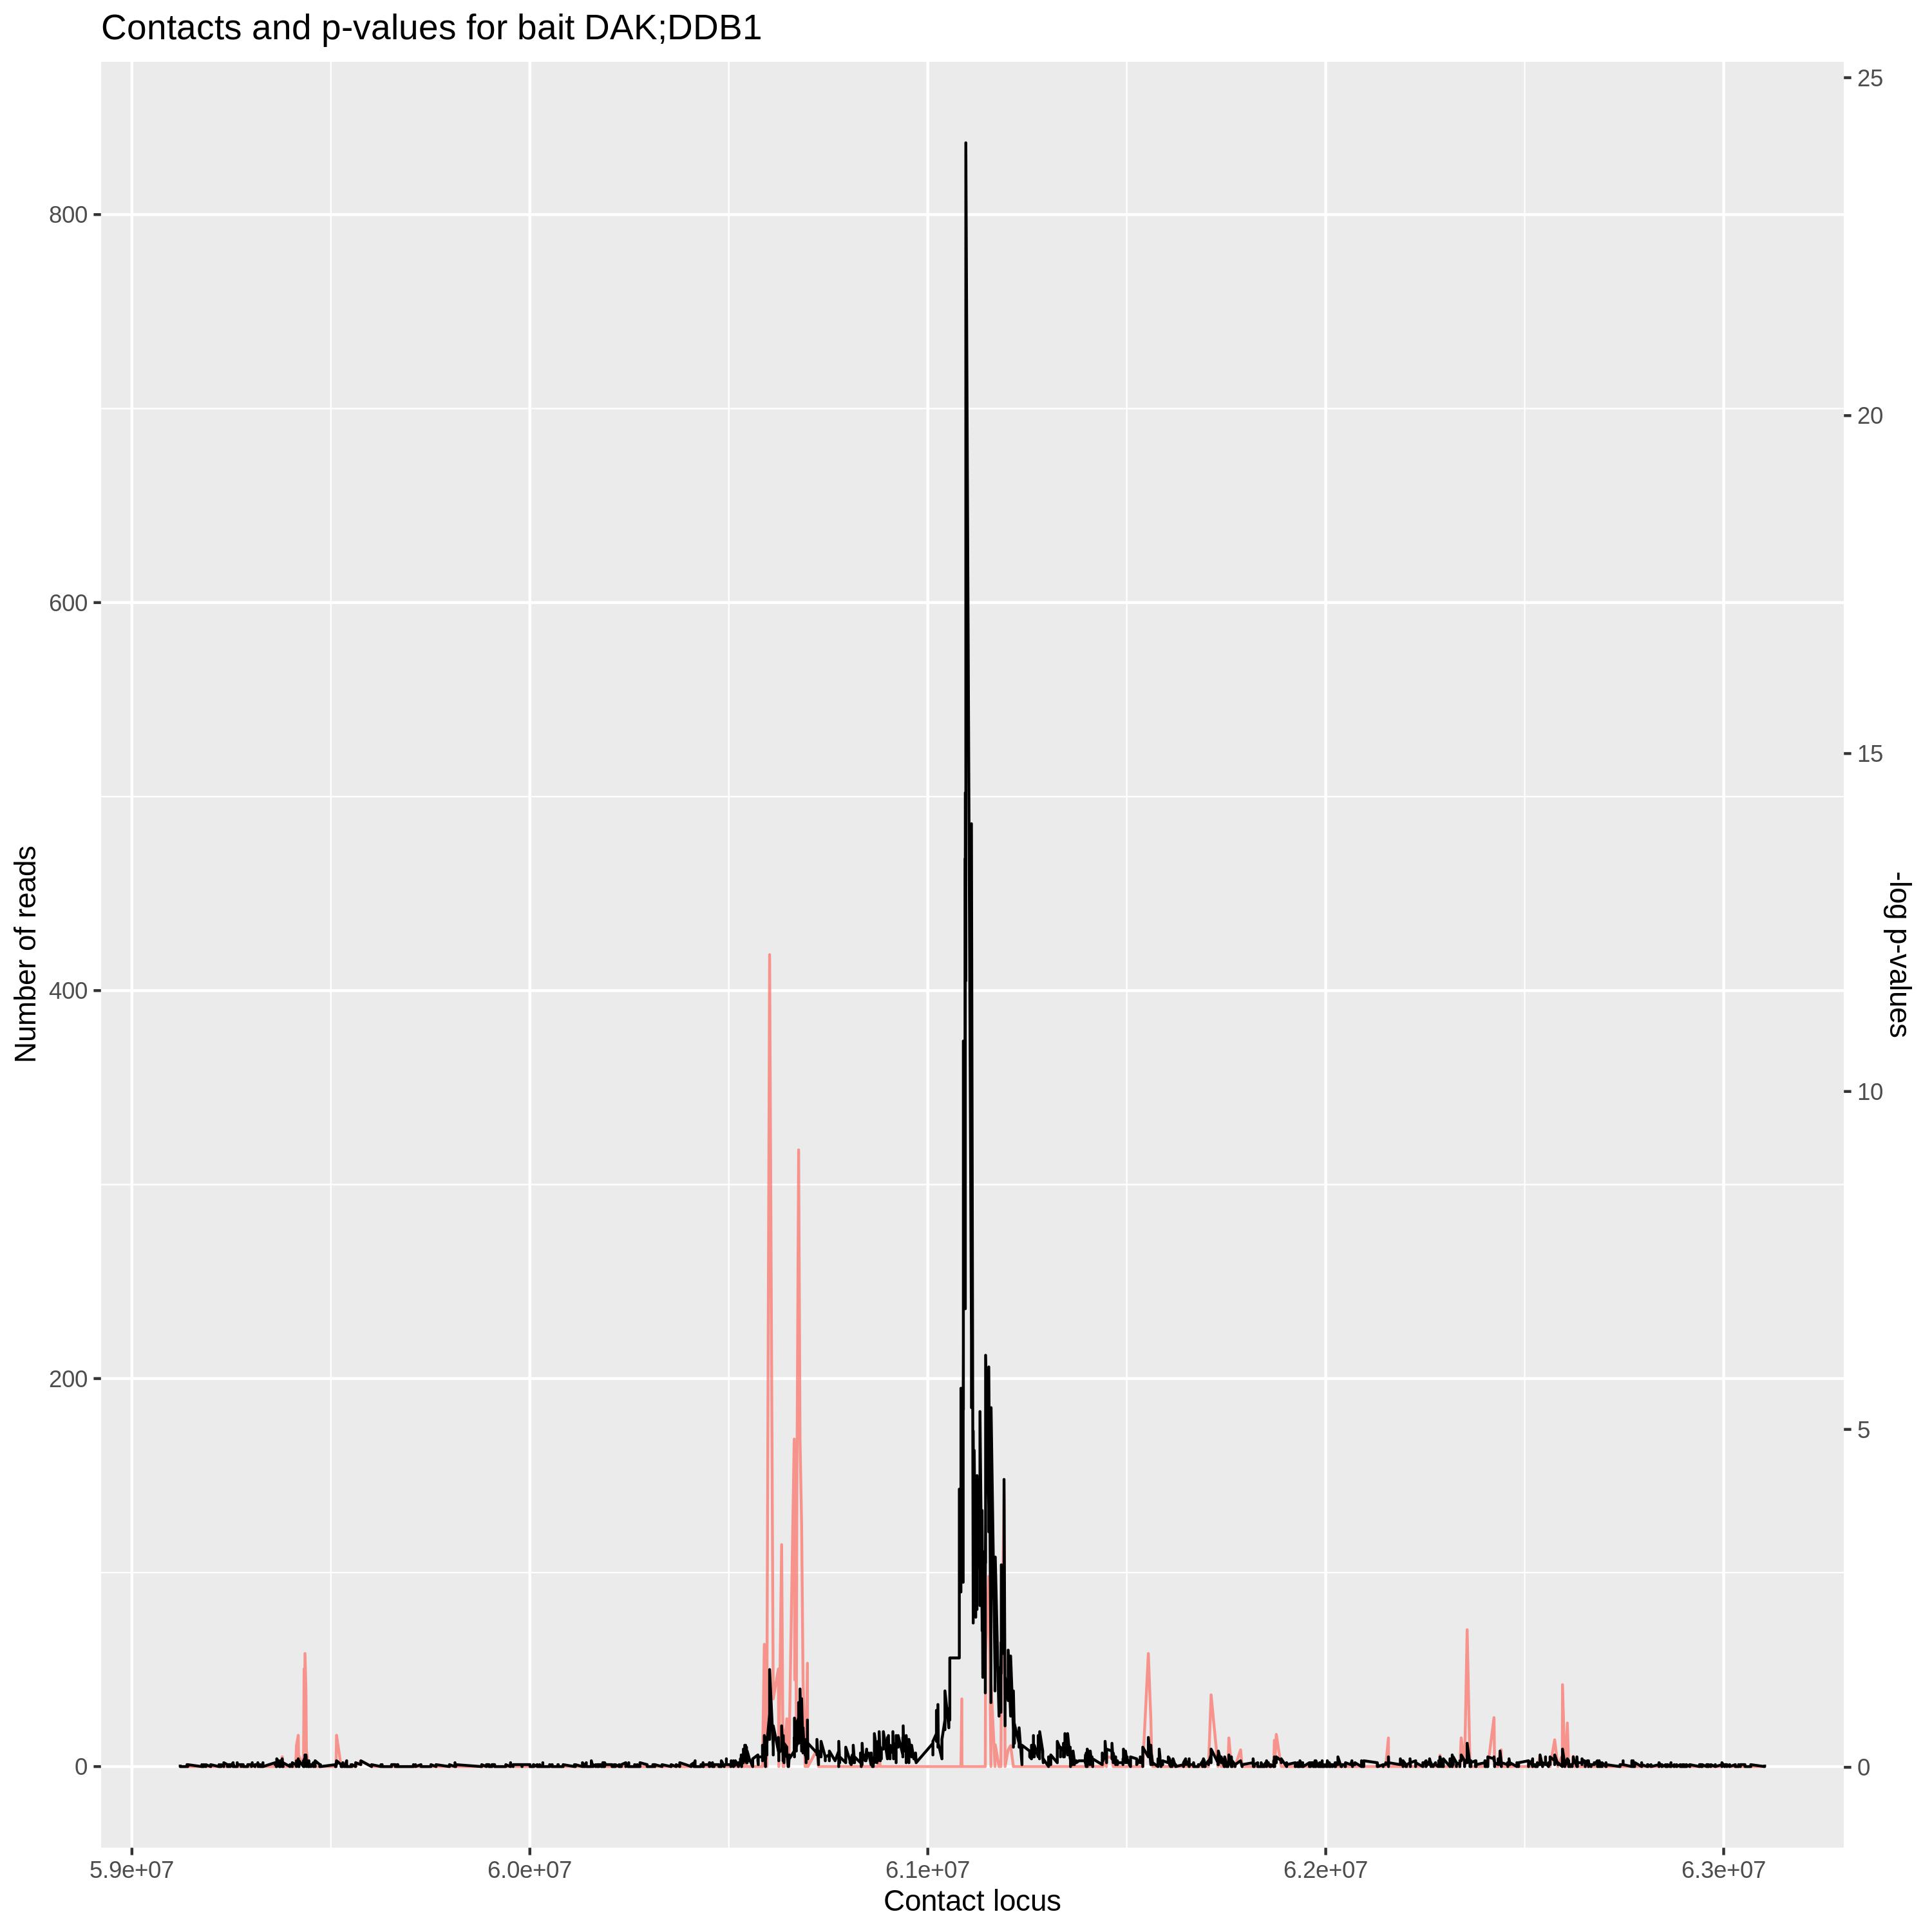 Contacts and p-values for bait DAK;DDB1
800
600
400
200
0
Number of reads
25
20
15
10
5
0
-log p-values
5.9e+07
6.0e+07
6.1e+07
6.2e+07
6.3e+07
Contact locus